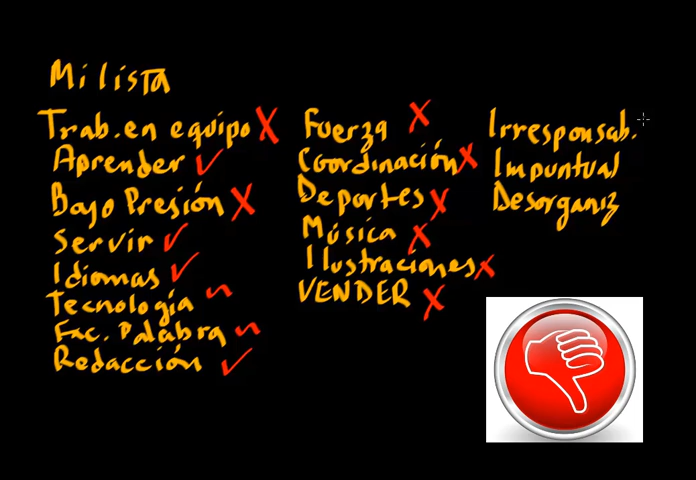 Mi lista
Trab. en equipo X
Aprender ✓
Bajo Presión X
Servir ✓
Idiomas ✓
Tecnología ~
Fac. Palabra ~
Redacción ✓
Fuerza X
Coordinación X
Deportes X
Música X
Ilustraciones X
VENDER X
Irresponsab.
Impuntual
Desorganiz